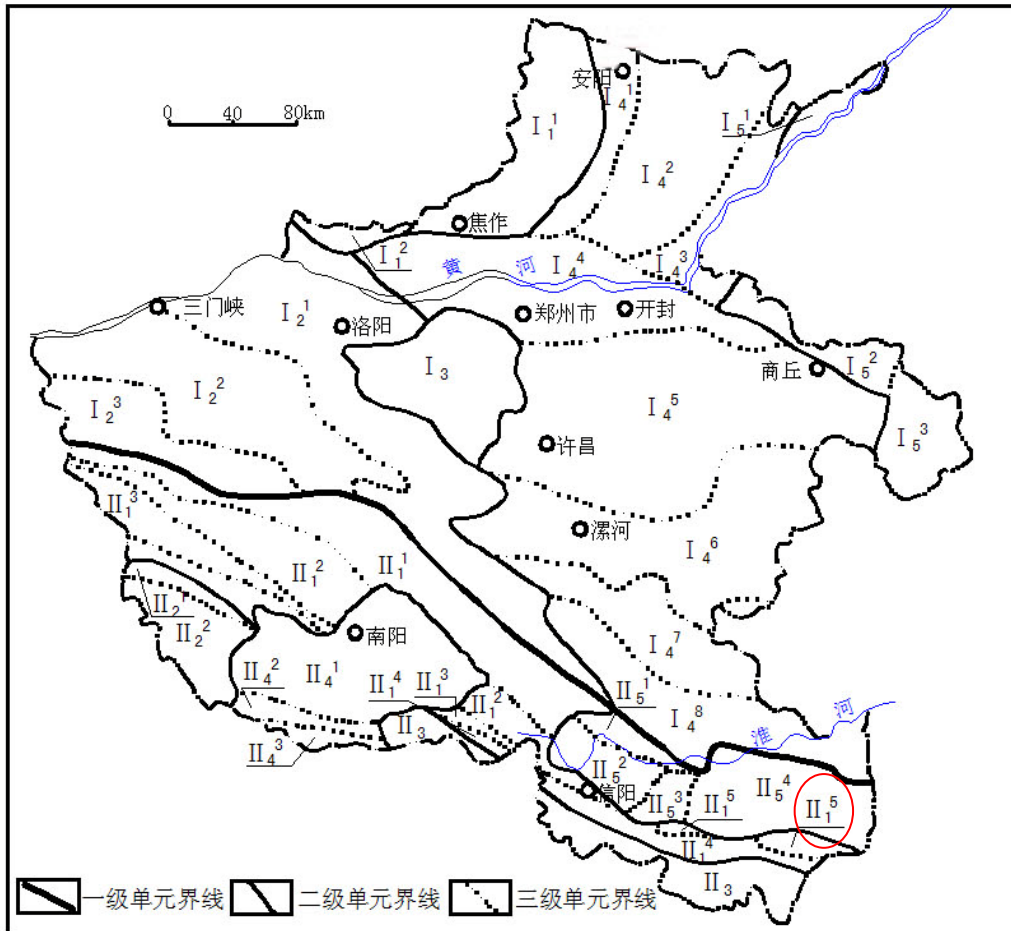 安阳
0 40 80km
Ⅰ₄¹
Ⅰ₁¹
Ⅰ₅¹
Ⅰ₄²
焦作
Ⅰ₁²
黄河
Ⅰ₄⁴
Ⅰ₄³
三门峡
Ⅰ₂¹
洛阳
郑州市
开封
Ⅰ₃
商丘
Ⅰ₅²
Ⅰ₂²
Ⅰ₄⁵
Ⅰ₂³
许昌
Ⅰ₅³
Ⅱ₁³
漯河
Ⅰ₄⁶
Ⅱ₁²
Ⅱ₁¹
Ⅱ₂¹
Ⅱ₂²
南阳
Ⅰ₄⁷
Ⅱ₄²
Ⅱ₄¹
Ⅱ₁⁴
Ⅱ₁³
Ⅱ₁²
Ⅱ₅¹
Ⅰ₄⁸
淮河
Ⅱ₃
Ⅱ₄³
Ⅱ₅²
信阳
Ⅱ₅³
Ⅱ₁⁵
Ⅱ₅⁴
Ⅱ₁⁵
Ⅱ₁⁴
Ⅱ₃
一级单元界线 二级单元界线 三级单元界线